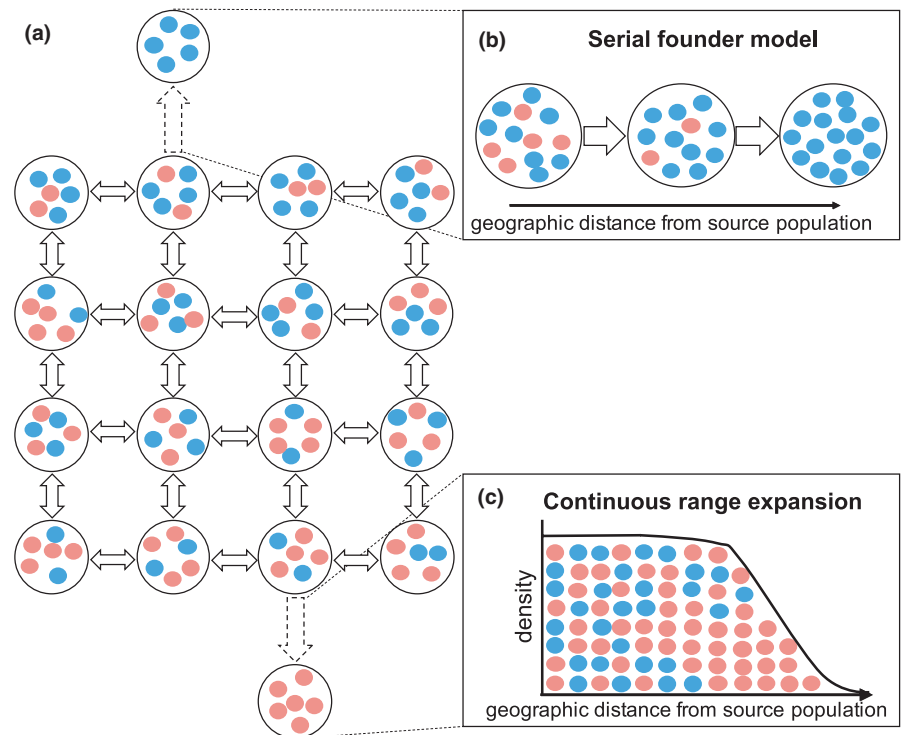 (a)
(b)
Serial founder model
geographic distance from source population
(c)
Continuous range expansion
density
geographic distance from source population